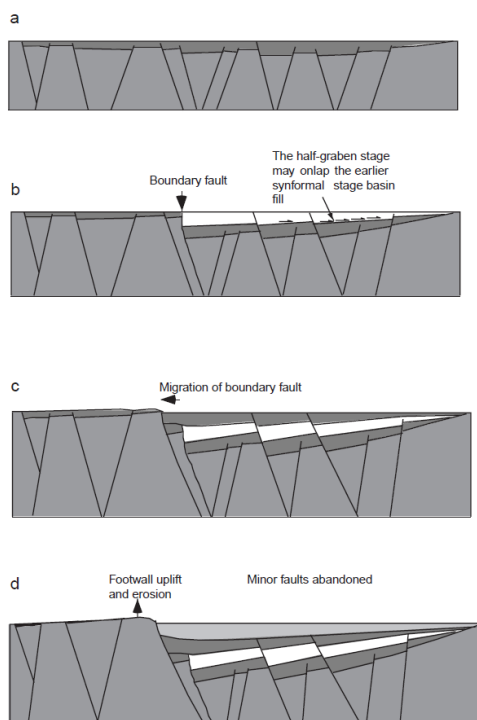 a
b
Boundary fault
The half-graben stage
may onlap the earlier
synformal stage basin
fill
c
Migration of boundary fault
d
Footwall uplift
and erosion
Minor faults abandoned